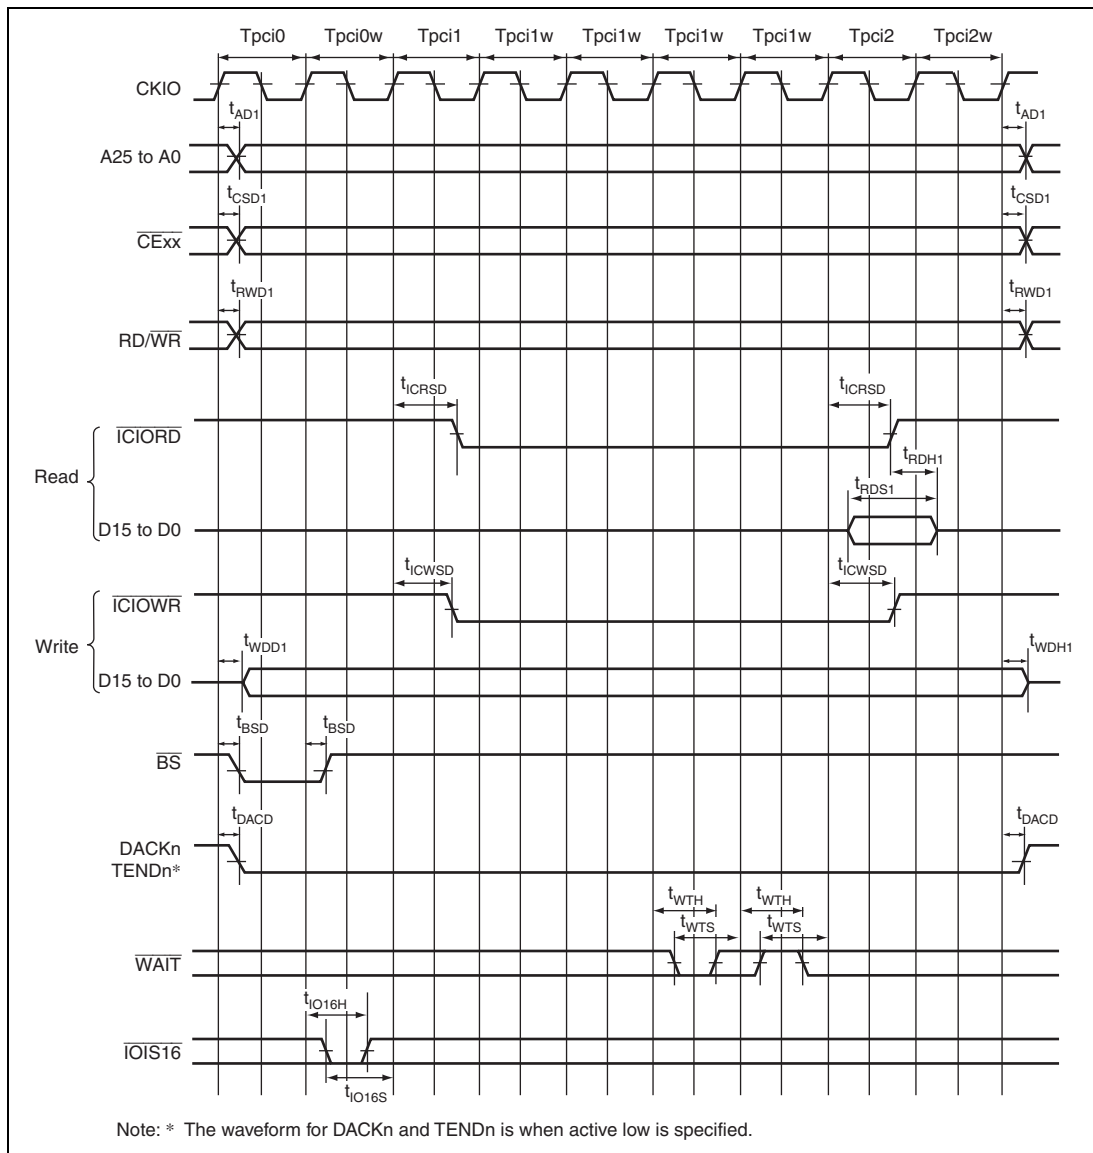 Tpci0 Tpci0w Tpci1 Tpci1w Tpci1w Tpci1w Tpci1w Tpci2 Tpci2w
CKIO
tAD1 tAD1
A25 to A0
tCSD1 tCSD1
CExx
tRWD1 tRWD1
RD/WR
tICRSD tICRSD
ICIORD
tRDH1
Read
tRDS1
D15 to D0
tICWSD tICWSD
ICIOWR
Write
tWDD1 tWDH1
D15 to D0
tBSD tBSD
BS
tDACD tDACD
DACKn
TENDn*
tWTH tWTH
tWTS tWTS
WAIT
tIO16H
IOIS16
tIO16S
Note: * The waveform for DACKn and TENDn is when active low is specified.